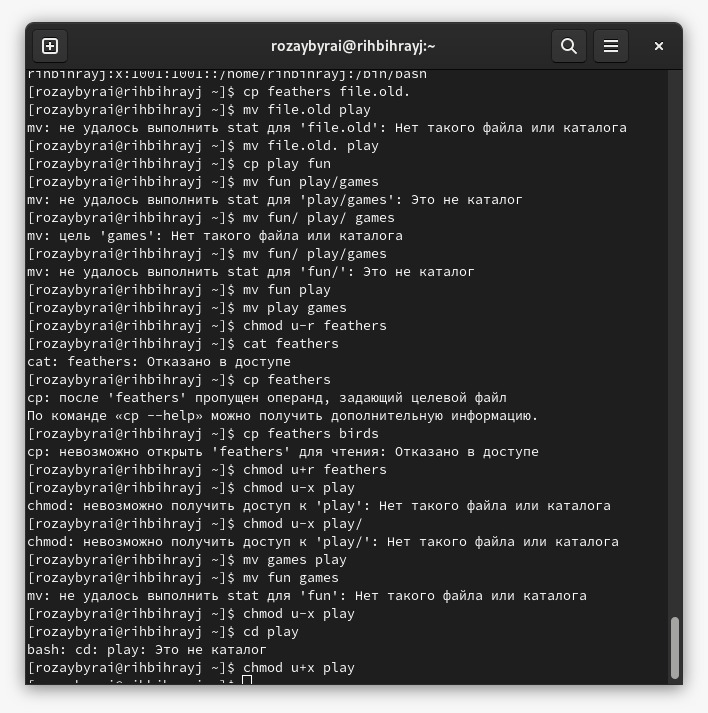 rozaybyrai@rihbihrayj:~
rihbihrayj:x:1001:1001::/home/rihbihrayj:/bin/bash
[rozaybyrai@rihbihrayj ~]$ cp feathers file.old.
[rozaybyrai@rihbihrayj ~]$ mv file.old play
mv: не удалось выполнить stat для 'file.old': Нет такого файла или каталога
[rozaybyrai@rihbihrayj ~]$ mv file.old. play
[rozaybyrai@rihbihrayj ~]$ cp play fun
[rozaybyrai@rihbihrayj ~]$ mv fun play/games
mv: не удалось выполнить stat для 'play/games': Это не каталог
[rozaybyrai@rihbihrayj ~]$ mv fun/ play/ games
mv: цель 'games': Нет такого файла или каталога
[rozaybyrai@rihbihrayj ~]$ mv fun/ play/games
mv: не удалось выполнить stat для 'fun/': Это не каталог
[rozaybyrai@rihbihrayj ~]$ mv fun play
[rozaybyrai@rihbihrayj ~]$ mv play games
[rozaybyrai@rihbihrayj ~]$ chmod u-r feathers
[rozaybyrai@rihbihrayj ~]$ cat feathers
cat: feathers: Отказано в доступе
[rozaybyrai@rihbihrayj ~]$ cp feathers
cp: после 'feathers' пропущен операнд, задающий целевой файл
По команде «cp --help» можно получить дополнительную информацию.
[rozaybyrai@rihbihrayj ~]$ cp feathers birds
cp: невозможно открыть 'feathers' для чтения: Отказано в доступе
[rozaybyrai@rihbihrayj ~]$ chmod u+r feathers
[rozaybyrai@rihbihrayj ~]$ chmod u-x play
chmod: невозможно получить доступ к 'play': Нет такого файла или каталога
[rozaybyrai@rihbihrayj ~]$ chmod u-x play/
chmod: невозможно получить доступ к 'play/': Нет такого файла или каталога
[rozaybyrai@rihbihrayj ~]$ mv games play
[rozaybyrai@rihbihrayj ~]$ mv fun games
mv: не удалось выполнить stat для 'fun': Нет такого файла или каталога
[rozaybyrai@rihbihrayj ~]$ chmod u-x play
[rozaybyrai@rihbihrayj ~]$ cd play
bash: cd: play: Это не каталог
[rozaybyrai@rihbihrayj ~]$ chmod u+x play